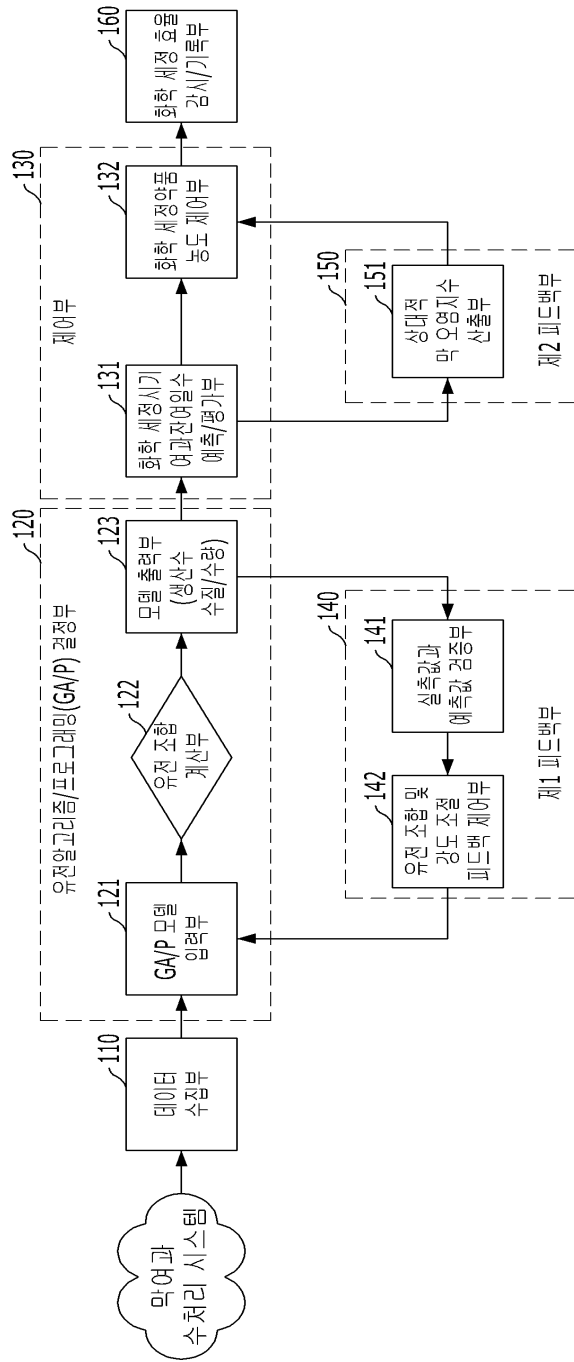 막여과
수처리 시스템
110
데이터
수집부
120
유전알고리즘/프로그래밍(GA/P) 결정부
121
GA/P 모델
입력부
122
유전 조합
계산부
123
모델 출력부
(생산수
수질/수량)
130
제어부
131
화학 세정시기
여과잔여일수
예측/평가부
132
화학 세정약품
농도 제어부
160
화학 세정 효율
감시/기록부
140
141
실측값과
예측값 검증부
142
유전 조합 및
강도 조절
피드백 제어부
제1 피드백부
150
151
상대적
막 오염지수
산출부
제2 피드백부